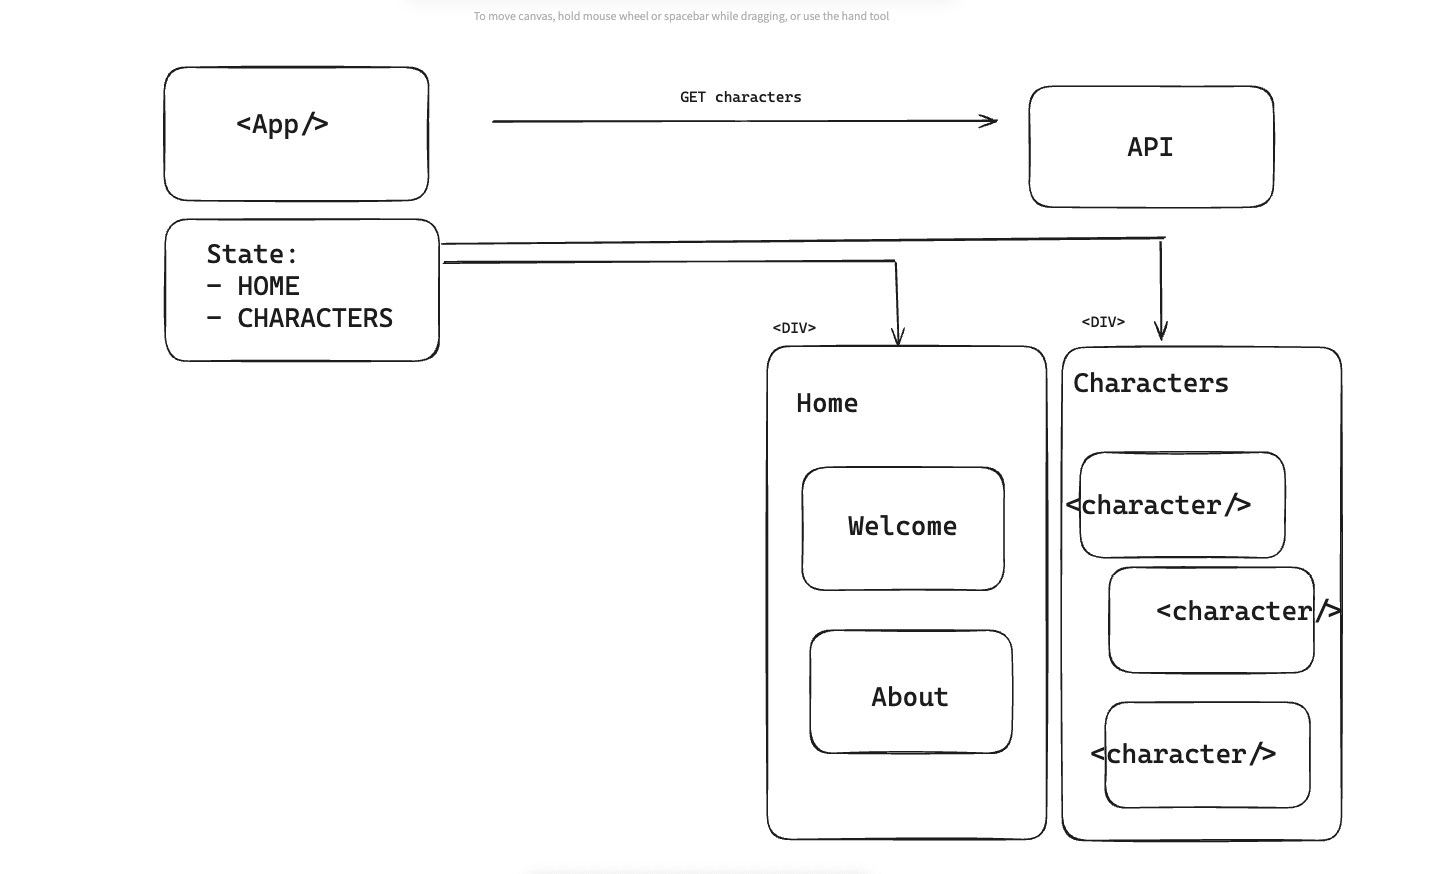 To move canvas, hold mouse wheel or spacebar while dragging, or use the hand tool
<App/>
GET characters
API
State:
- HOME
- CHARACTERS
<DIV>
<DIV>
Home
Welcome
About
Characters
<character/>
<character/>
<character/>